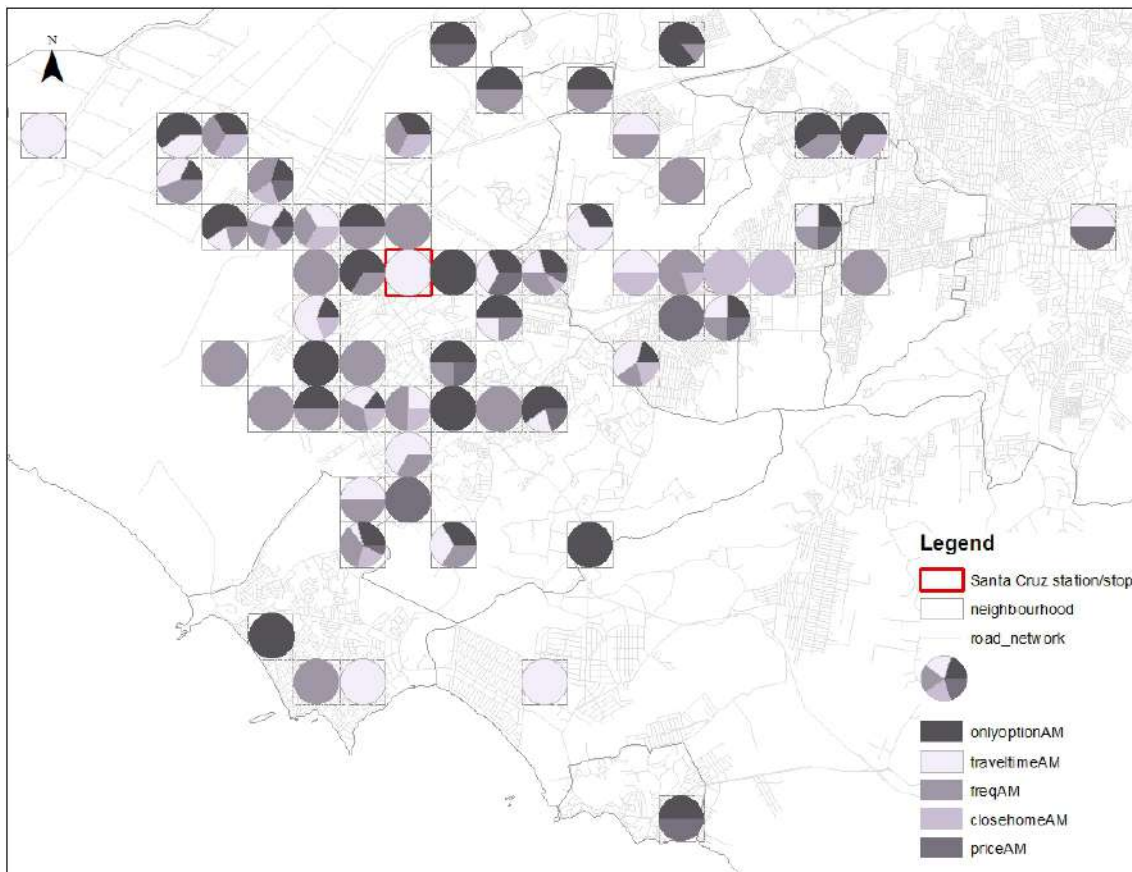 N
Legend
Santa Cruz station/stop
neighbourhood
road_network
onlyoptionAM
traveltimeAM
freqAM
closehomeAM
priceAM